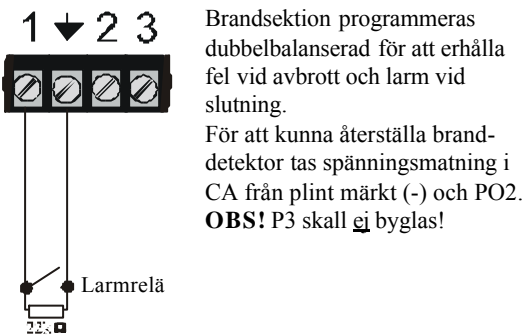 1 2 3
Brandsektion programmeras
dubbelbalanserad för att erhålla
fel vid avbrott och larm vid
slutning.
För att kunna återställa brand-
detektor tas spänningsmatning i
CA från plint märkt (-) och PO2.
OBS! P3 skall ej byglas!
Larmrelä